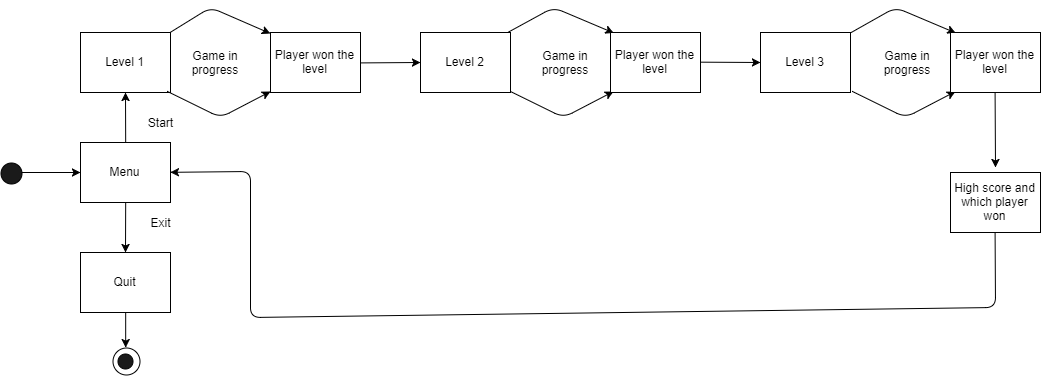 Level 1
Game in
progress
Player won the
level
Level 2
Game in
progress
Player won the
level
Level 3
Game in
progress
Player won the
level
Start
Menu
High score and
which player
won
Exit
Quit